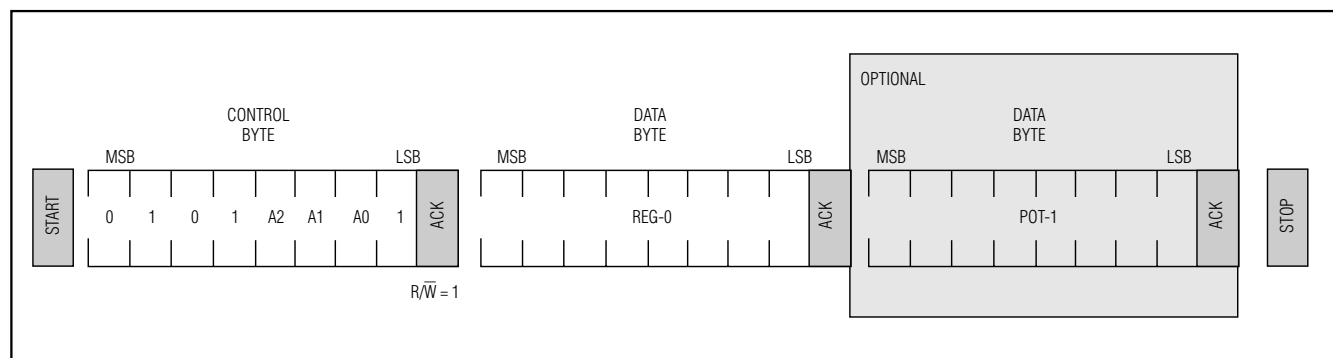 OPTIONAL
CONTROL
BYTE
DATA
BYTE
DATA
BYTE
MSB
LSB
MSB
LSB
MSB
LSB
START
0 1 0 1 A2 A1 A0 1
ACK
REG-0
ACK
POT-1
ACK
STOP
R/W̅ = 1